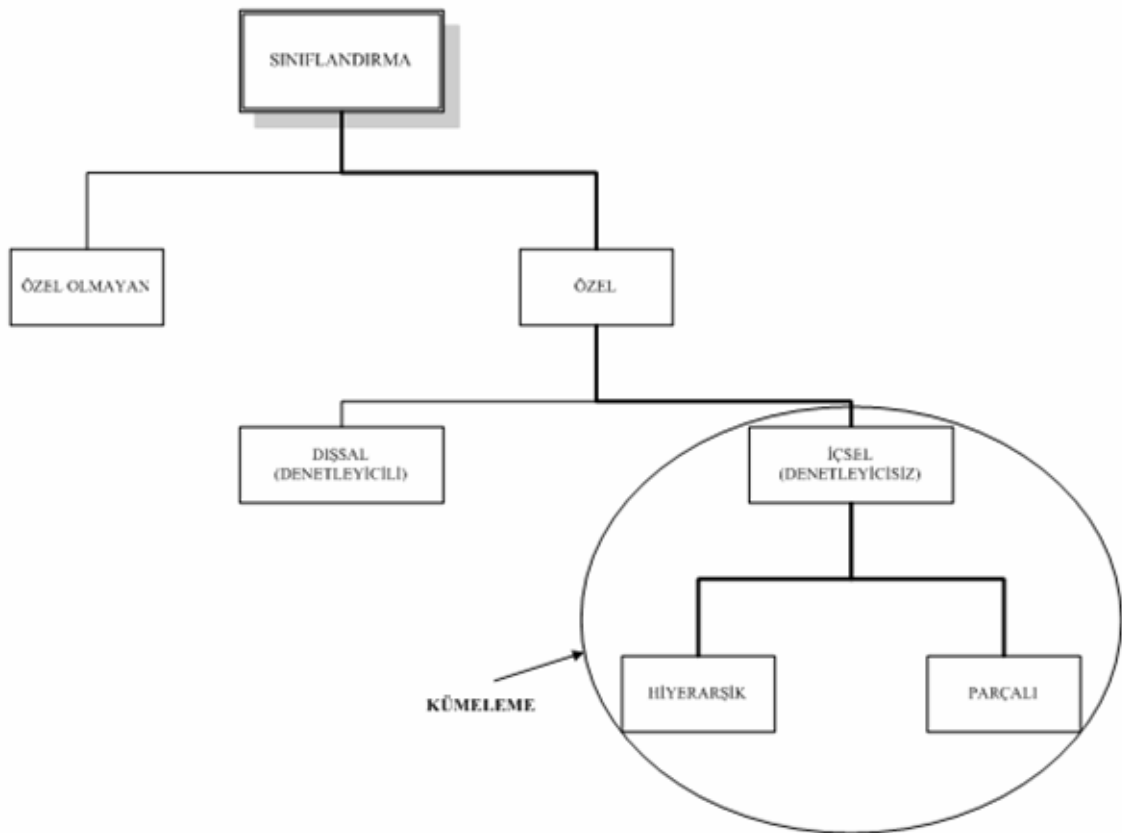 SINIFLANDIRMA
ÖZEL OLMAYAN
ÖZEL
DIŞSAL
(DENETLEYİCİLİ)
İÇSEL
(DENETLEYİCİSİZ)
HİYERARŞİK
PARÇALI
KÜMELEME